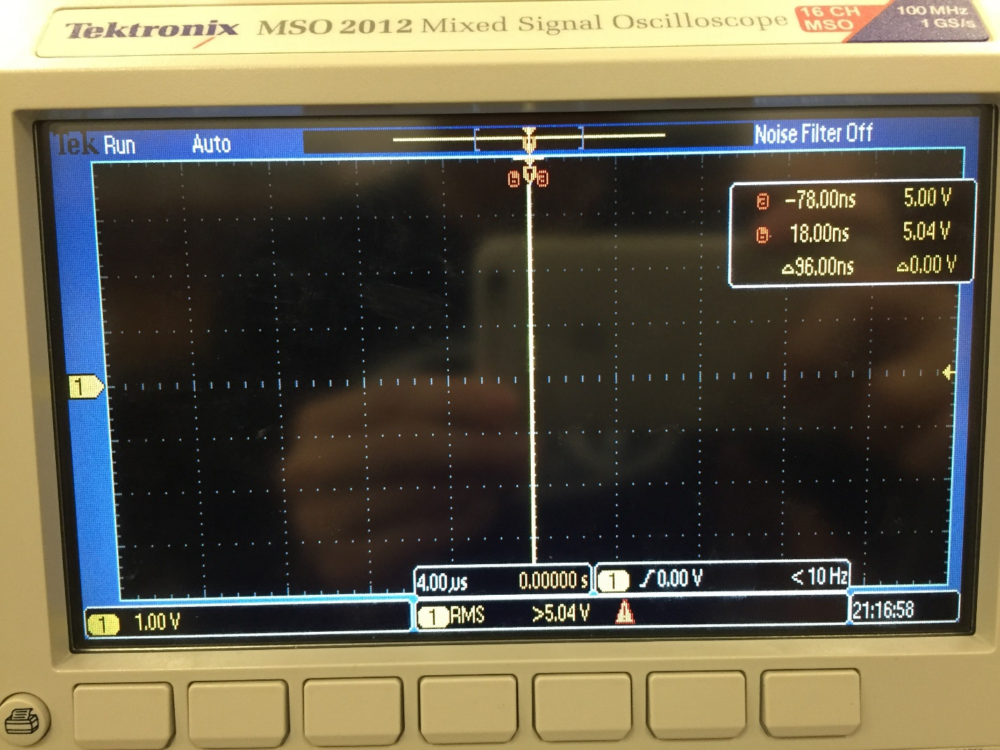 Tektronix MSO 2012 Mixed Signal Oscilloscope
16 CH
MSO
100 MHz
1 GS/s
Tek Run Auto Noise Filter Off
b T a
a -78.00ns 5.00 V
b 18.00ns 5.04 V
△96.00ns △0.00 V
1
4.00µs 0.00000 s
1 0.00 V <10 Hz
1 1.00 V
1 RMS >5.04 V
21:16:58